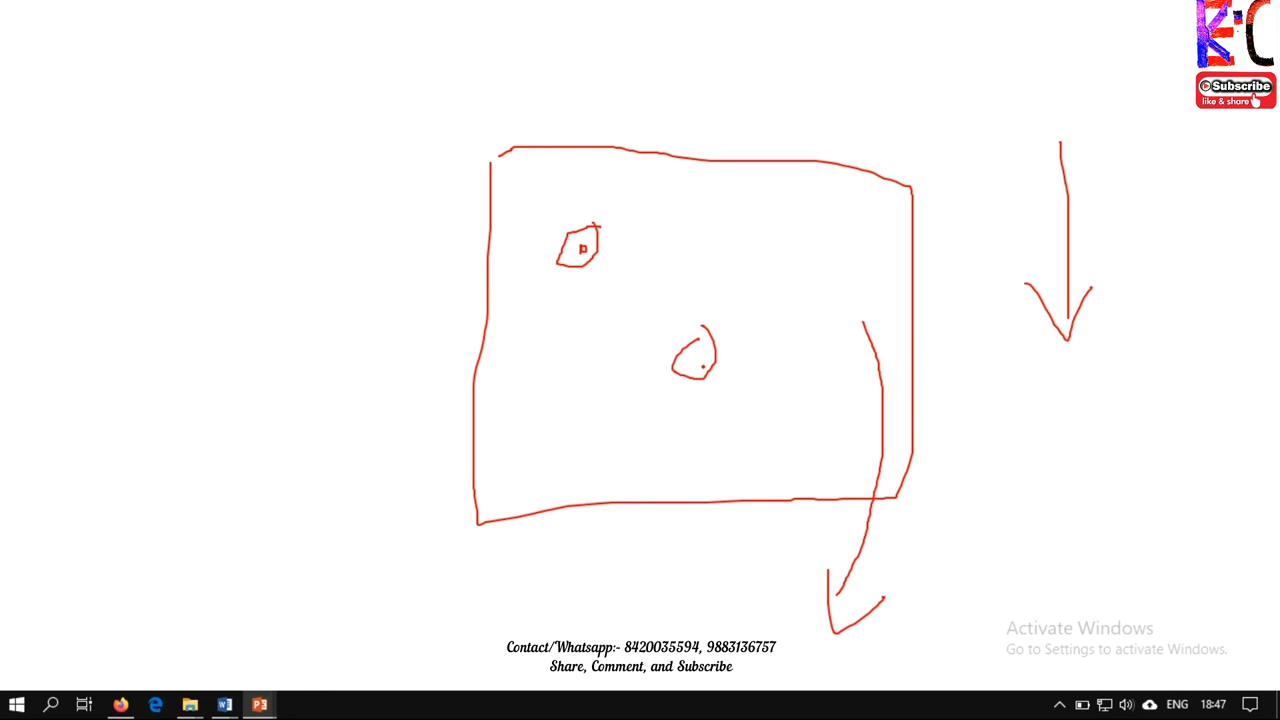 KEC
Subscribe
like & share
Contact/Whatsapp:- 8420035594, 9883136757
Share, Comment, and Subscribe
Activate Windows
Go to Settings to activate Windows.
ENG
18:47